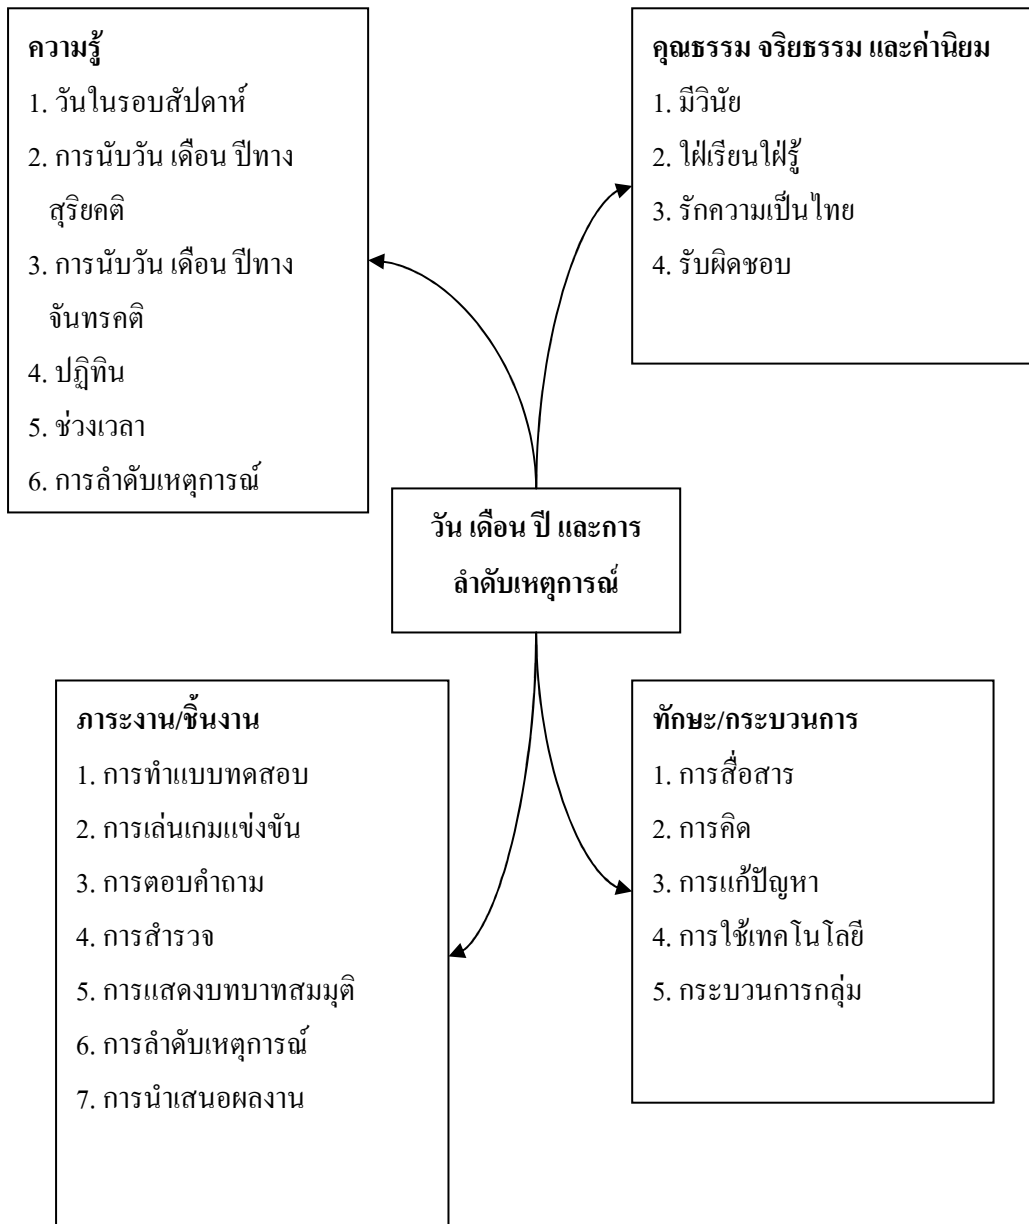 ความรู้
1. วันในรอบสัปดาห์
2. การนับวัน เดือน ปีทาง
สุริยคติ
3. การนับวัน เดือน ปีทาง
จันทรคติ
4. ปฏิทิน
5. ช่วงเวลา
6. การลำดับเหตุการณ์
คุณธรรม จริยธรรม และค่านิยม
1. มีวินัย
2. ใฝ่เรียนใฝ่รู้
3. รักความเป็นไทย
4. รับผิดชอบ
วัน เดือน ปี และการ
ลำดับเหตุการณ์
ภาระงาน/ชิ้นงาน
1. การทำแบบทดสอบ
2. การเล่นเกมแข่งขัน
3. การตอบคำถาม
4. การสำรวจ
5. การแสดงบทบาทสมมุติ
6. การลำดับเหตุการณ์
7. การนำเสนอผลงาน
ทักษะ/กระบวนการ
1. การสื่อสาร
2. การคิด
3. การแก้ปัญหา
4. การใช้เทคโนโลยี
5. กระบวนการกลุ่ม